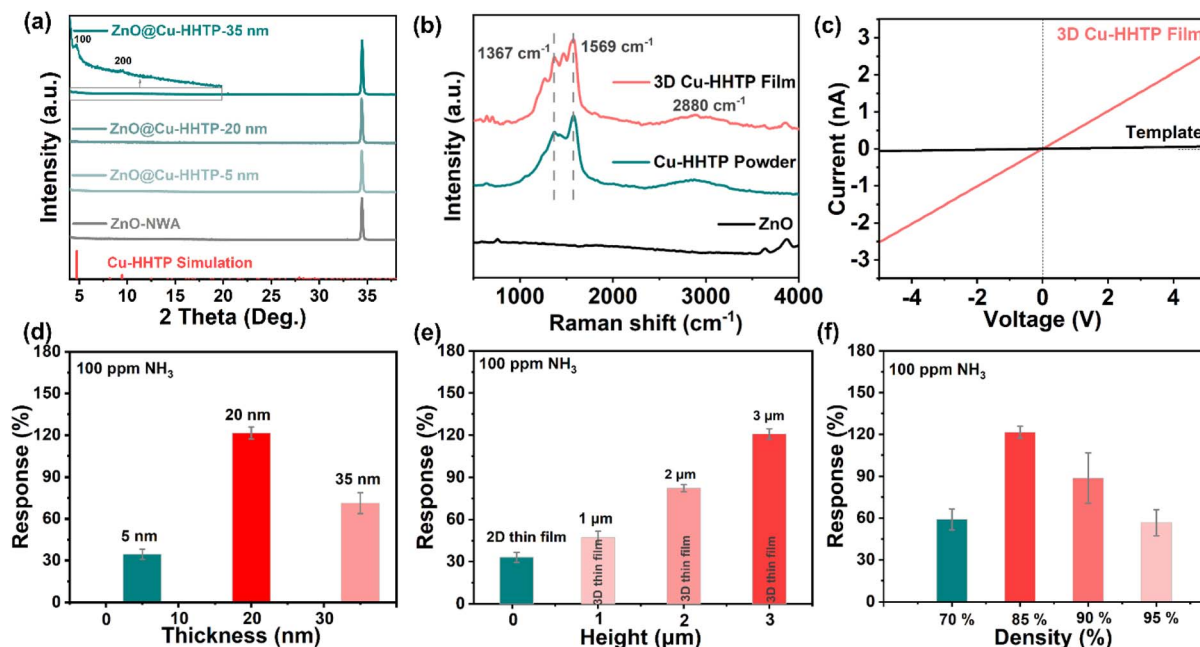 (a)
ZnO@Cu-HHTP-35 nm
100
200
ZnO@Cu-HHTP-20 nm
ZnO@Cu-HHTP-5 nm
ZnO-NWA
Cu-HHTP Simulation
Intensity (a.u.)
5 10 15 20 25 30 35
2 Theta (Deg.)
(b)
1367 cm⁻¹
1569 cm⁻¹
3D Cu-HHTP Film
2880 cm⁻¹
Cu-HHTP Powder
ZnO
Intensity (a.u.)
1000 2000 3000 4000
Raman shift (cm⁻¹)
(c)
3D Cu-HHTP Film
Template
Current (nA)
3
2
1
0
-1
-2
-3
-4 -2 0 2 4
Voltage (V)
(d)
100 ppm NH₃
Response (%)
180
150
120
90
60
30
0
5 nm
20 nm
35 nm
0 10 20 30
Thickness (nm)
(e)
100 ppm NH₃
Response (%)
180
150
120
90
60
30
0
2D thin film
1 µm
2 µm
3 µm
3D thin film
3D thin film
3D thin film
0 1 2 3
Height (µm)
(f)
100 ppm NH₃
Response (%)
180
150
120
90
60
30
0
70 % 85 % 90 % 95 %
Density (%)